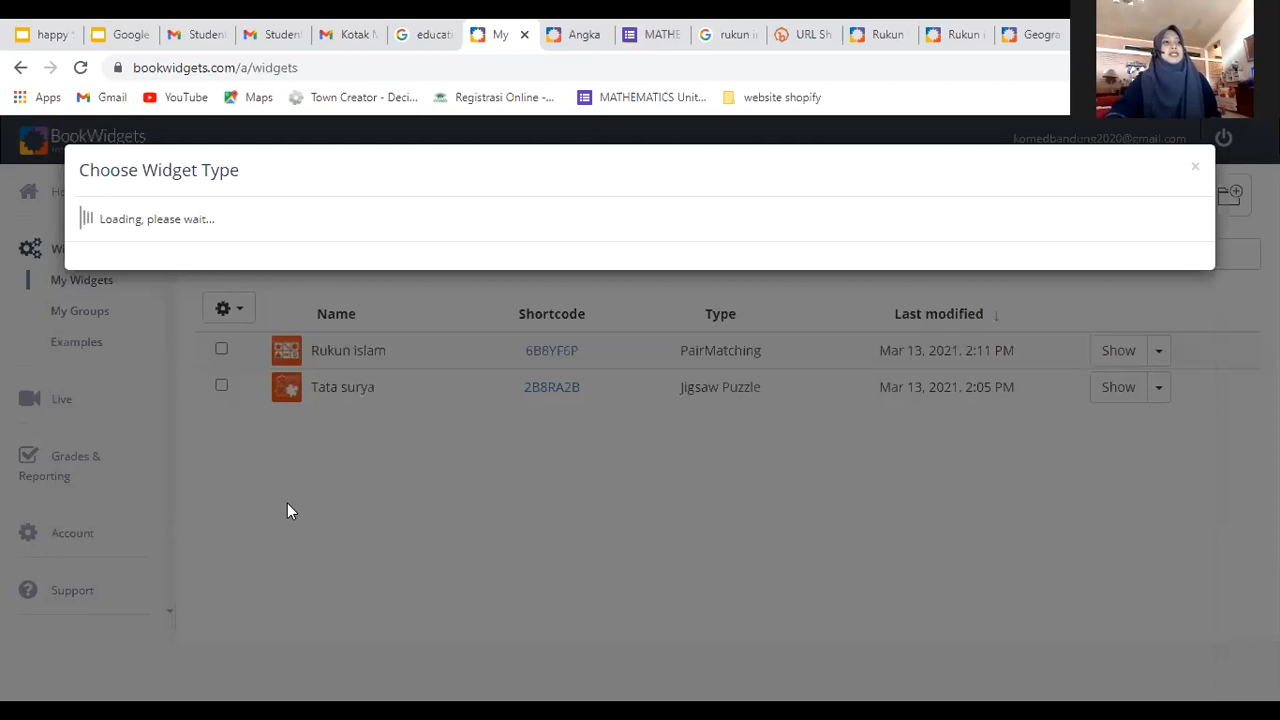 happy
Google
Studen
Studen
Kotak
educati
My
Angka
MATHE
rukun i
URL Sh
Rukun
Rukun
Geogra
bookwidgets.com/a/widgets
Apps
Gmail
YouTube
Maps
Town Creator - Deci...
Registrasi Online -...
MATHEMATICS Unit...
website shopify
BookWidgets
komedbandung2020@gmail.com
Choose Widget Type
×
Loading, please wait...
My Widgets
My Groups
Examples
Live
Grades &
Reporting
Account
Support
Name Shortcode Type Last modified ↓
Rukun islam 6B8YF6P PairMatching Mar 13, 2021, 2:11 PM Show
Tata surya 2B8RA2B Jigsaw Puzzle Mar 13, 2021, 2:05 PM Show